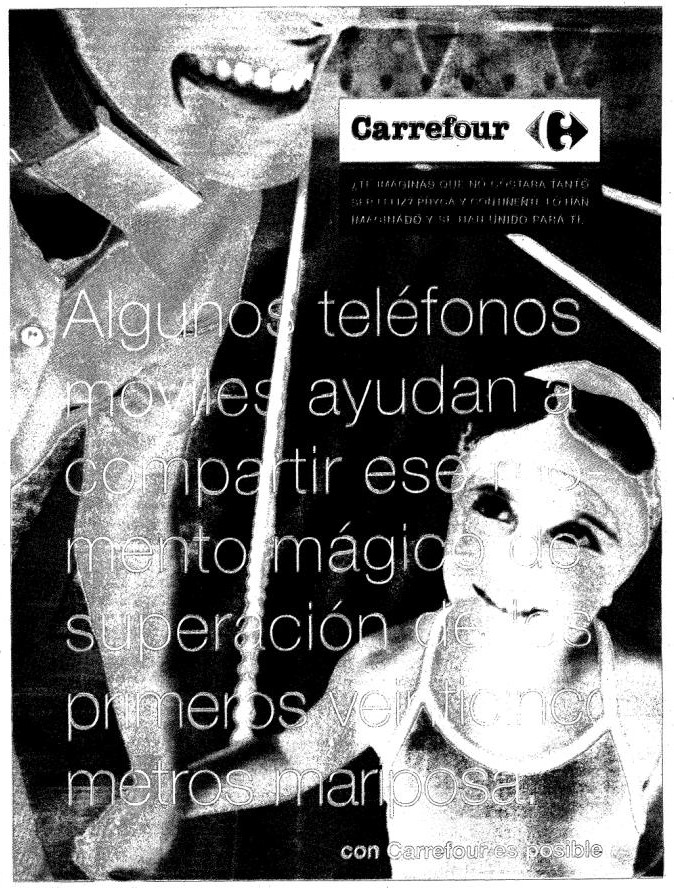 Carrefour
¿TE IMAGINAS QUE NO COSTARA TANTO
SER FELIZ? PRYCA Y CONTINENTE LO HAN
IMAGINADO Y SE HAN UNIDO PARA TI.
Algunos teléfonos
móviles ayudan a
compartir ese mo-
mento mágico de
superación de los
primeros veinticinco
metros mariposa.
con Carrefour es posible